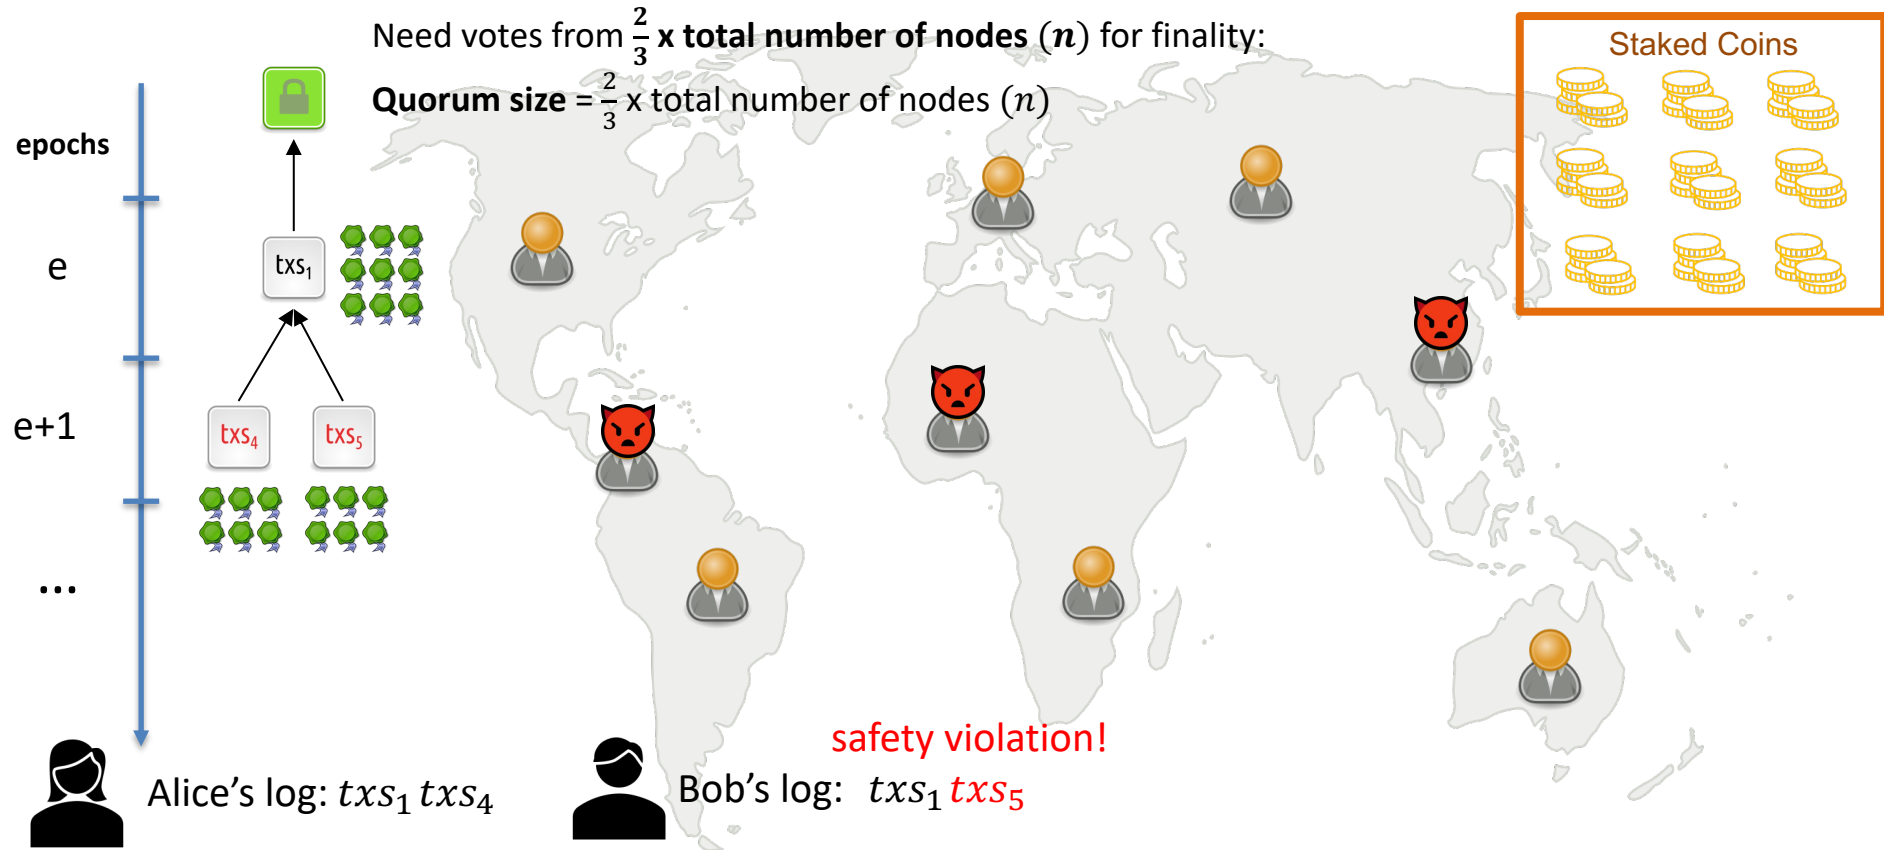 Need votes from 2/3 x total number of nodes (n) for finality:
Quorum size = 2/3 x total number of nodes (n)
Staked Coins
epochs
e
txs₁
e+1
txs₄
txs₅
...
safety violation!
Alice’s log: txs₁ txs₄
Bob’s log: txs₁ txs₅